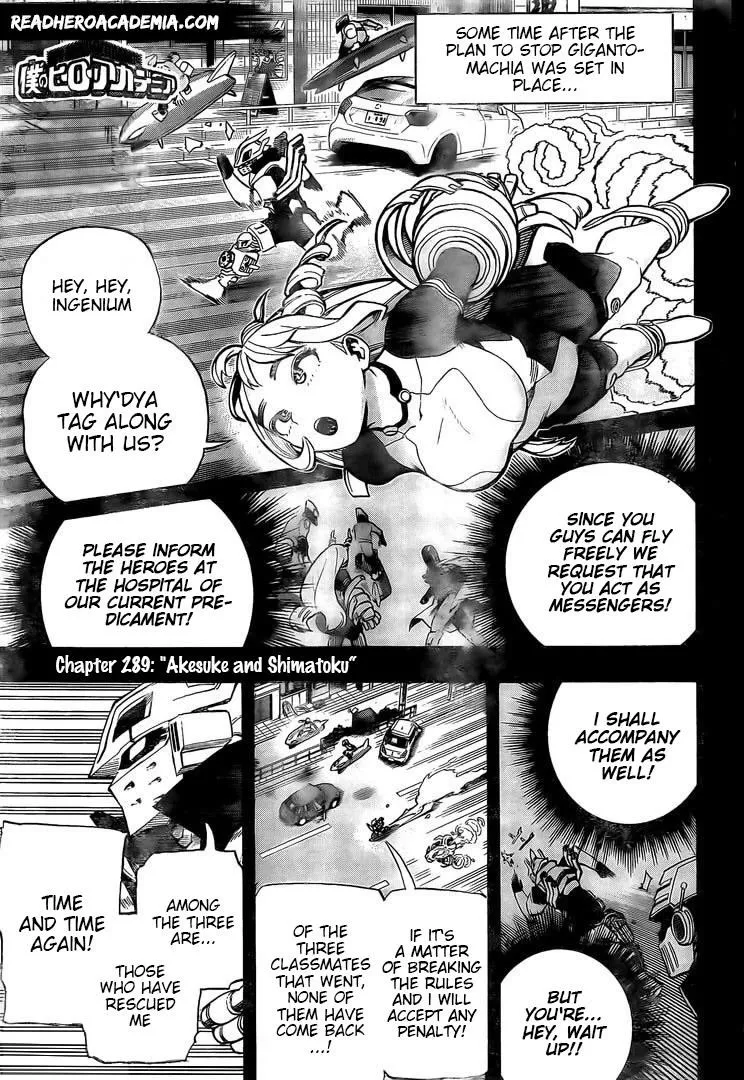 READHEROACADEMIA.COM
SOME TIME AFTER THE
PLAN TO STOP GIGANTO-
MACHIA WAS SET IN
PLACE...
HEY, HEY,
INGENIUM
WHY'DYA
TAG ALONG
WITH US?
SINCE YOU
GUYS CAN FLY
FREELY WE
REQUEST THAT
YOU ACT AS
MESSENGERS!
PLEASE INFORM
THE HEROES AT
THE HOSPITAL OF
OUR CURRENT PRE-
DICAMENT!
Chapter 289: "Akesuke and Shimatoku"
I SHALL
ACCOMPANY
THEM AS
WELL!
BUT
YOU'RE...
HEY, WAIT
UP!!
IF IT'S
A MATTER
OF BREAKING
THE RULES
AND I WILL
ACCEPT ANY
PENALTY!
OF THE
THREE
CLASSMATES
THAT WENT,
NONE OF
THEM HAVE
COME BACK
...!
AMONG
THE THREE
ARE...
THOSE
WHO HAVE
RESCUED
ME
TIME
AND TIME
AGAIN!